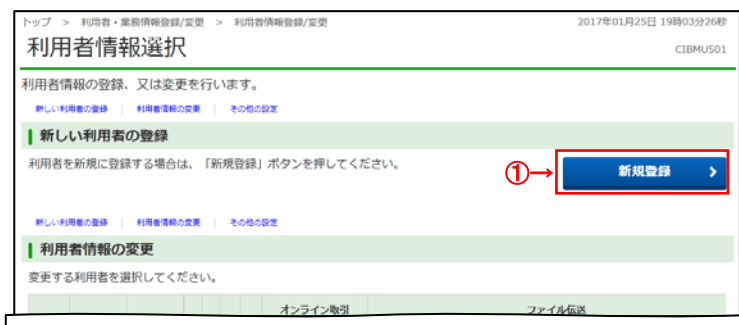 トップ > 利用者・業務情報登録/変更 > 利用者情報登録/変更 2017年01月25日 19時03分26秒
利用者情報選択 CIBMUS01
利用者情報の登録、又は変更を行います。
新しい利用者の登録 | 利用者情報の変更 | その他の設定
新しい利用者の登録
利用者を新規に登録する場合は、「新規登録」ボタンを押してください。
①→ 新規登録 >
新しい利用者の登録 | 利用者情報の変更 | その他の設定
利用者情報の変更
変更する利用者を選択してください。
オンライン取引 ファイル伝送